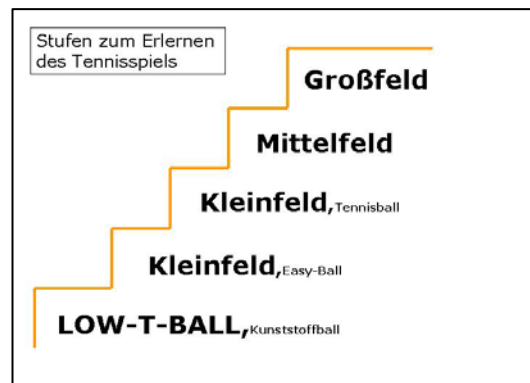 Stufen zum Erlernen
des Tennisspiels
Großfeld
Mittelfeld
Kleinfeld,Tennisball
Kleinfeld,Easy-Ball
LOW-T-BALL,Kunststoffball